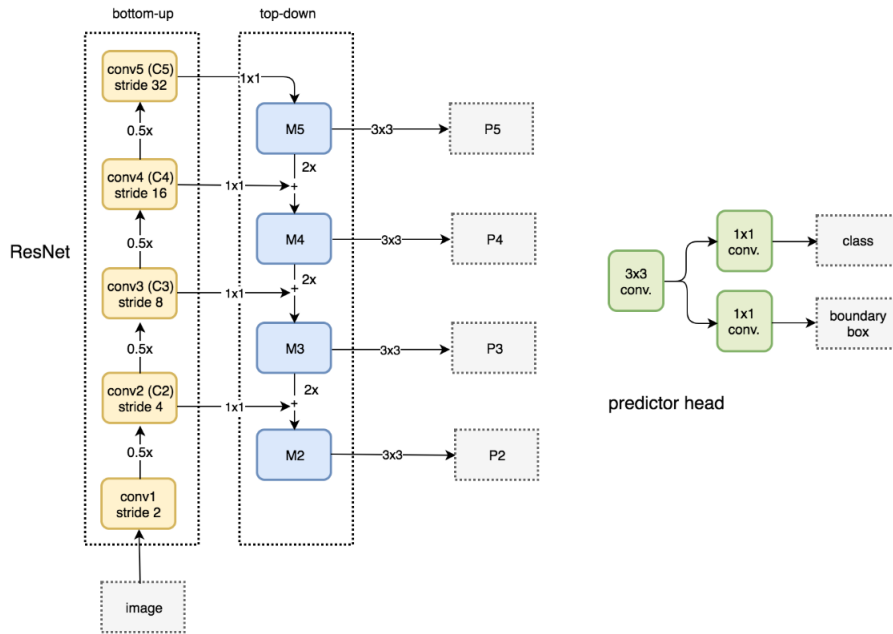 bottom-up
top-down
conv5 (C5)
stride 32
1x1
M5
3x3
P5
0.5x
2x
conv4 (C4)
stride 16
1x1
+
M4
3x3
P4
0.5x
2x
ResNet
conv3 (C3)
stride 8
1x1
+
M3
3x3
P3
0.5x
2x
conv2 (C2)
stride 4
1x1
+
M2
3x3
P2
0.5x
conv1
stride 2
image
3x3
conv.
1x1
conv.
class
1x1
conv.
boundary
box
predictor head